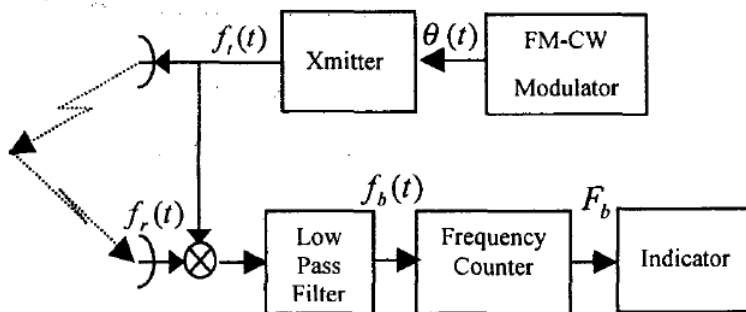 f_t(t)
Xmitter
θ(t)
FM-CW
Modulator
f_r(t)
Low
Pass
Filter
f_b(t)
Frequency
Counter
F_b
Indicator